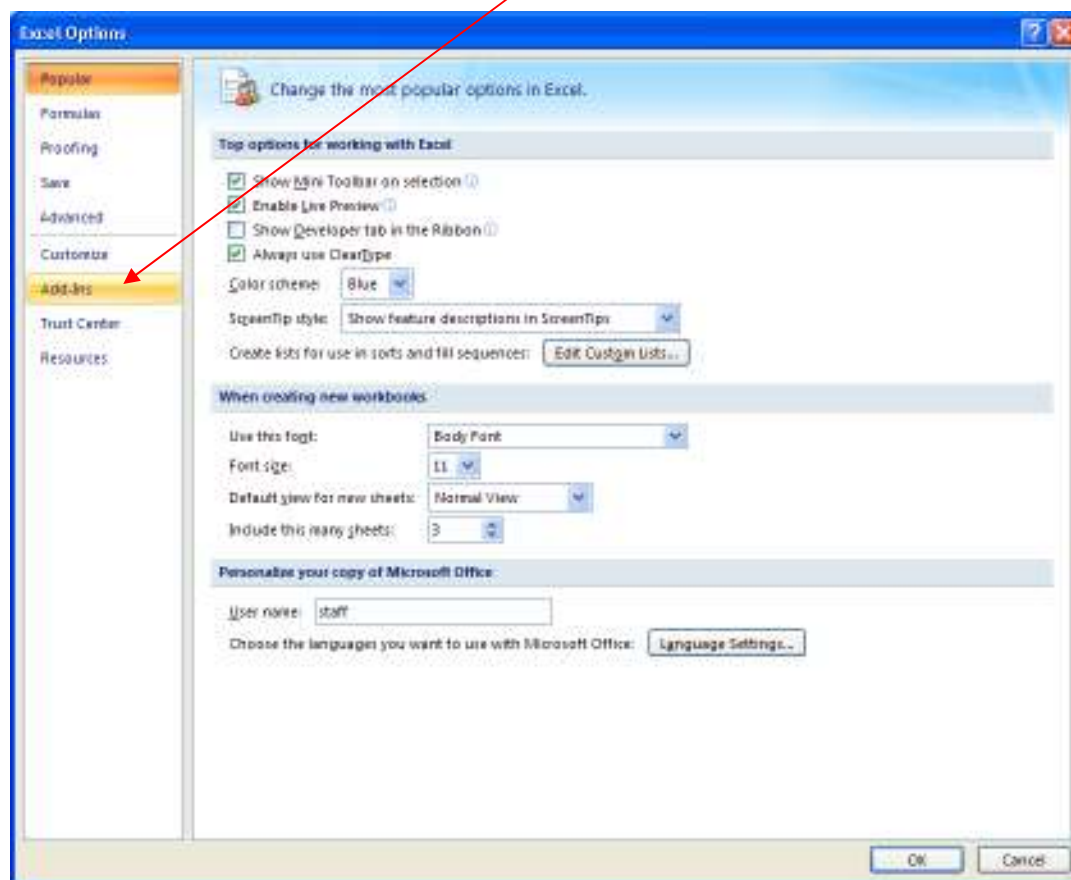 Excel Options
Popular
Formulas
Proofing
Save
Advanced
Customize
Add-Ins
Trust Center
Resources
Change the most popular options in Excel.
Top options for working with Excel
Show Mini Toolbar on selection
Enable Live Preview
Show Developer tab in the Ribbon
Always use ClearType
Color scheme: Blue
ScreenTip style: Show feature descriptions in ScreenTips
Create lists for use in sorts and fill sequences: Edit Custom Lists...
When creating new workbooks
Use this font: Body Font
Font size: 11
Default view for new sheets: Normal View
Include this many sheets: 3
Personalize your copy of Microsoft Office
User name: staff
Choose the languages you want to use with Microsoft Office: Language Settings...
OK Cancel